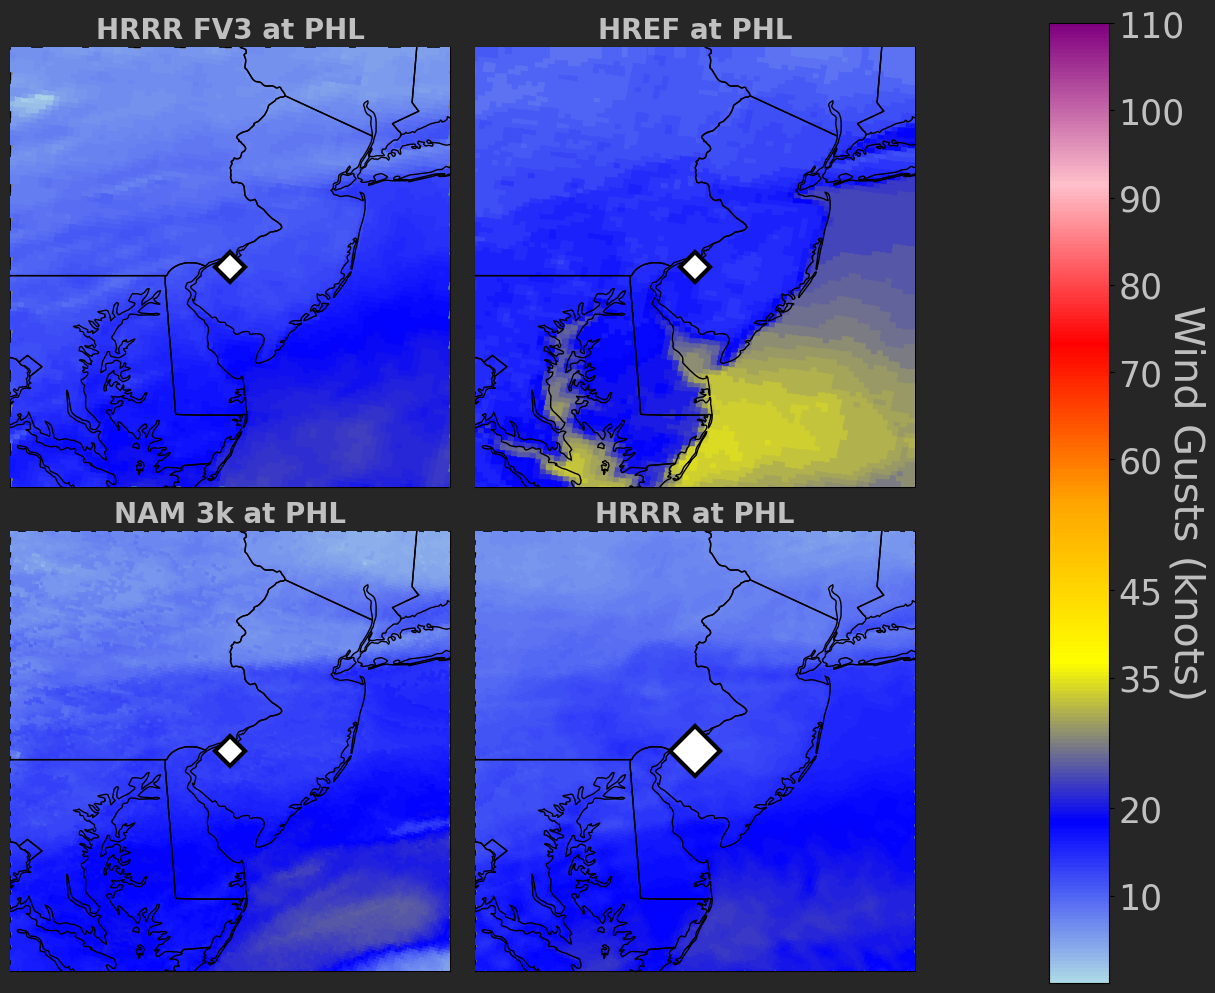 HRRR FV3 at PHL
HREF at PHL
NAM 3k at PHL
HRRR at PHL
110
100
90
80
70
60
45
35
20
10
Wind Gusts (knots)